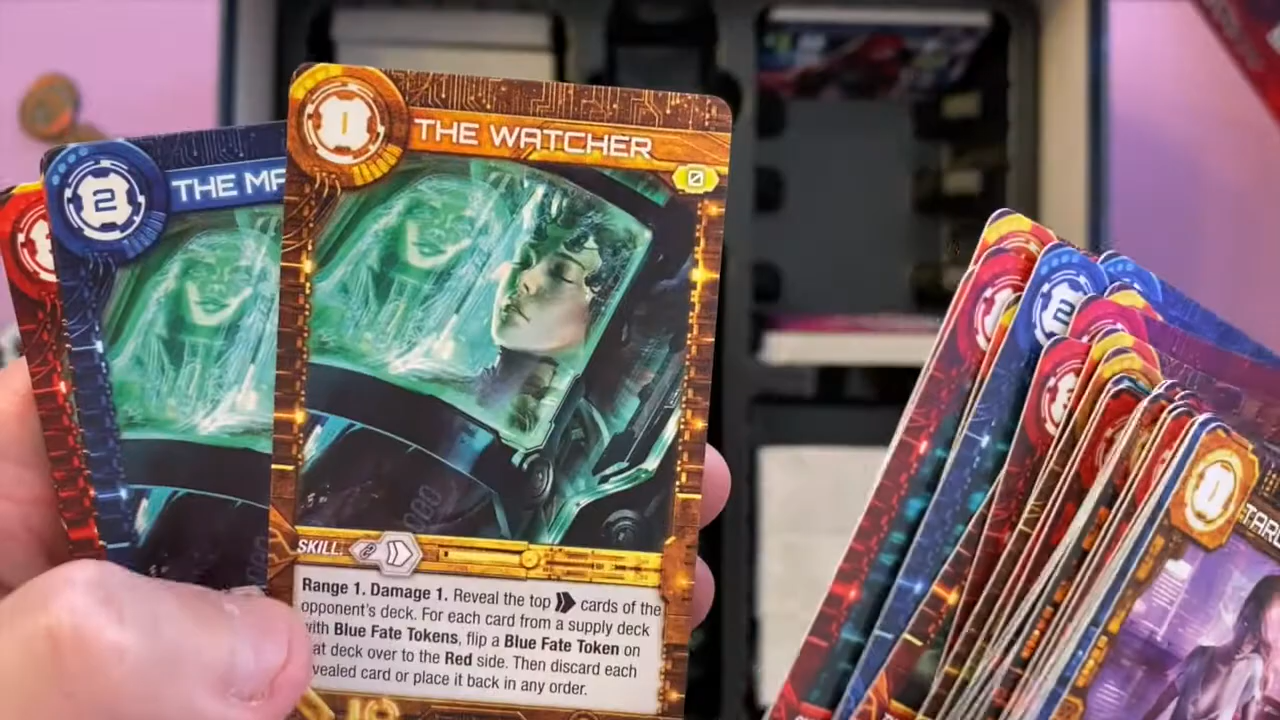 1
THE WATCHER
0
2
SKILL:
Range 1. Damage 1. Reveal the top cards of the
opponent's deck. For each card from a supply deck
with Blue Fate Tokens, flip a Blue Fate Token on
at deck over to the Red side. Then discard each
vealed card or place it back in any order.
THE
2
1